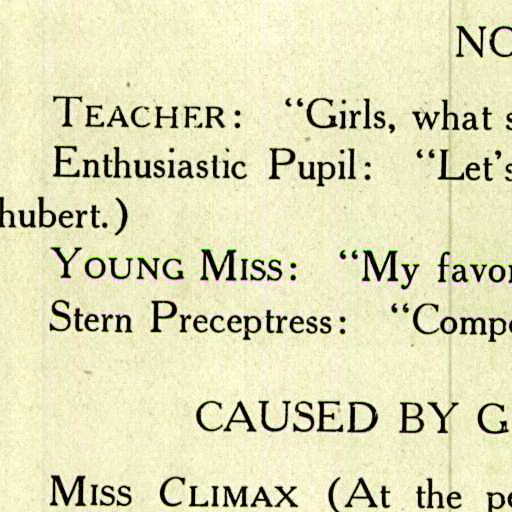 NO
TEACHER: “Girls, what s
Enthusiastic Pupil: “Let's
hubert.)
YOUNG MISS: “My favor
Stern Preceptress: “Compo
CAUSED BY G
MISS CLIMAX (At the pe